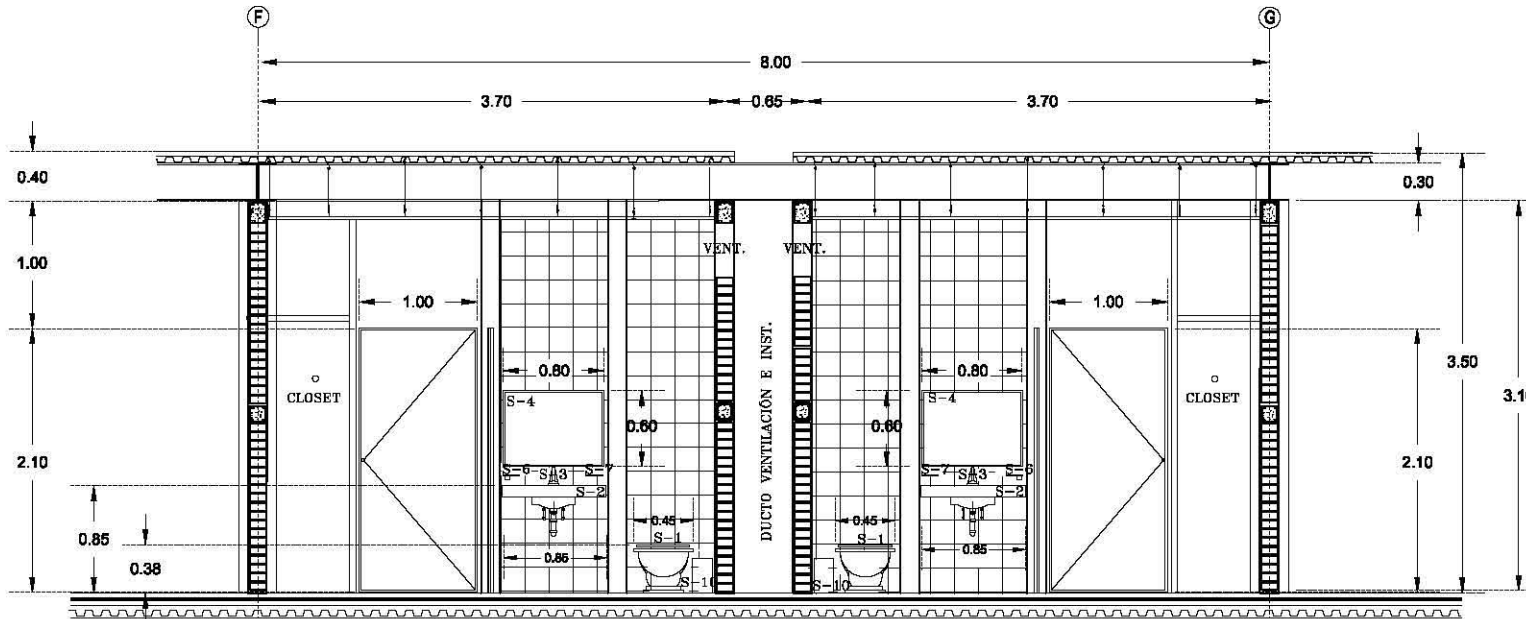 F G
8.00
3.70 0.65 3.70
0.40 0.30
VENT. VENT.
1.00
1.00 1.00
3.50
0.80 0.80
CLOSET CLOSET
3.10
S-4 S-4
0.60 0.60
DUCTO VENTILACIÓN E INST.
2.10 2.10
S-6 S-3 S-7 S-7 S-3 S-6
S-2 S-2
0.45 0.45
0.85
S-1 S-1
0.85 0.85
0.38
S-10 S-10